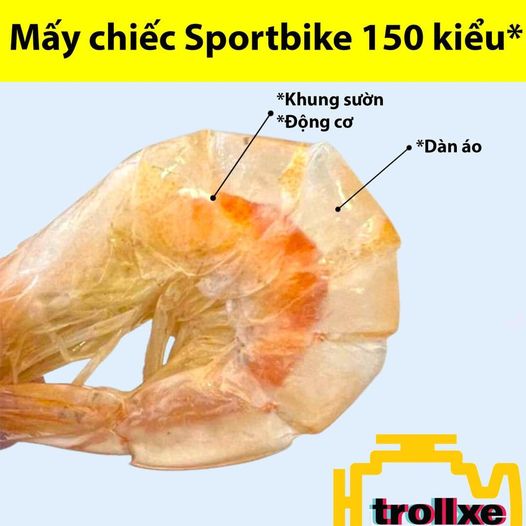 Mấy chiếc Sportbike 150 kiểu*
*Khung sườn
*Động cơ
*Dàn áo
trollxe